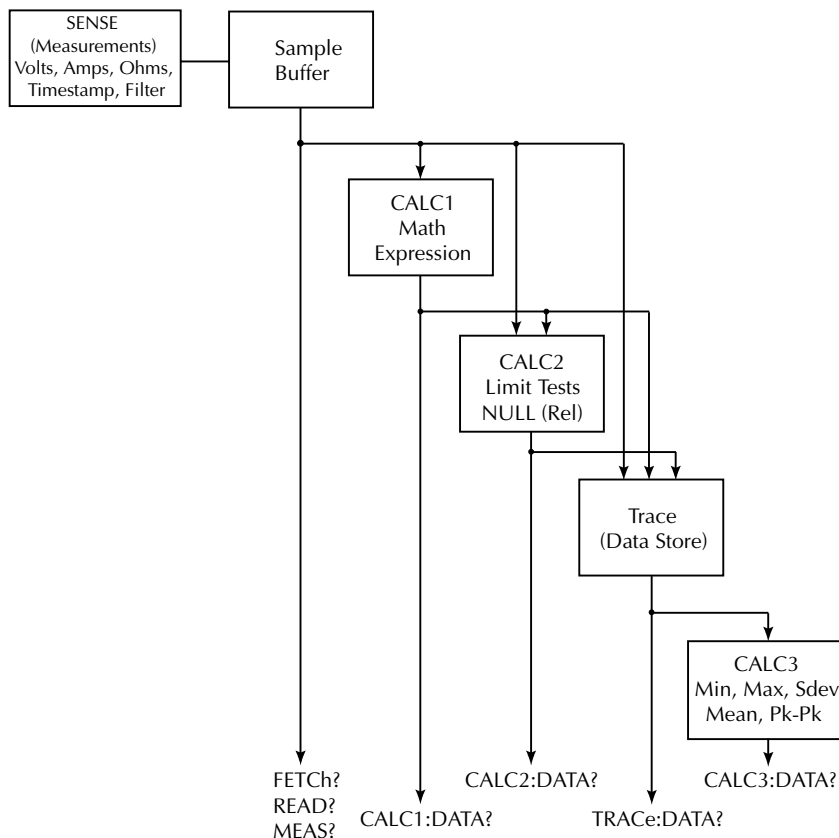 SENSE
(Measurements)
Volts, Amps, Ohms,
Timestamp, Filter
Sample
Buffer
CALC1
Math
Expression
CALC2
Limit Tests
NULL (Rel)
Trace
(Data Store)
CALC3
Min, Max, Sdev
Mean, Pk-Pk
FETCh?
READ?
MEAS?
CALC1:DATA?
CALC2:DATA?
TRACe:DATA?
CALC3:DATA?